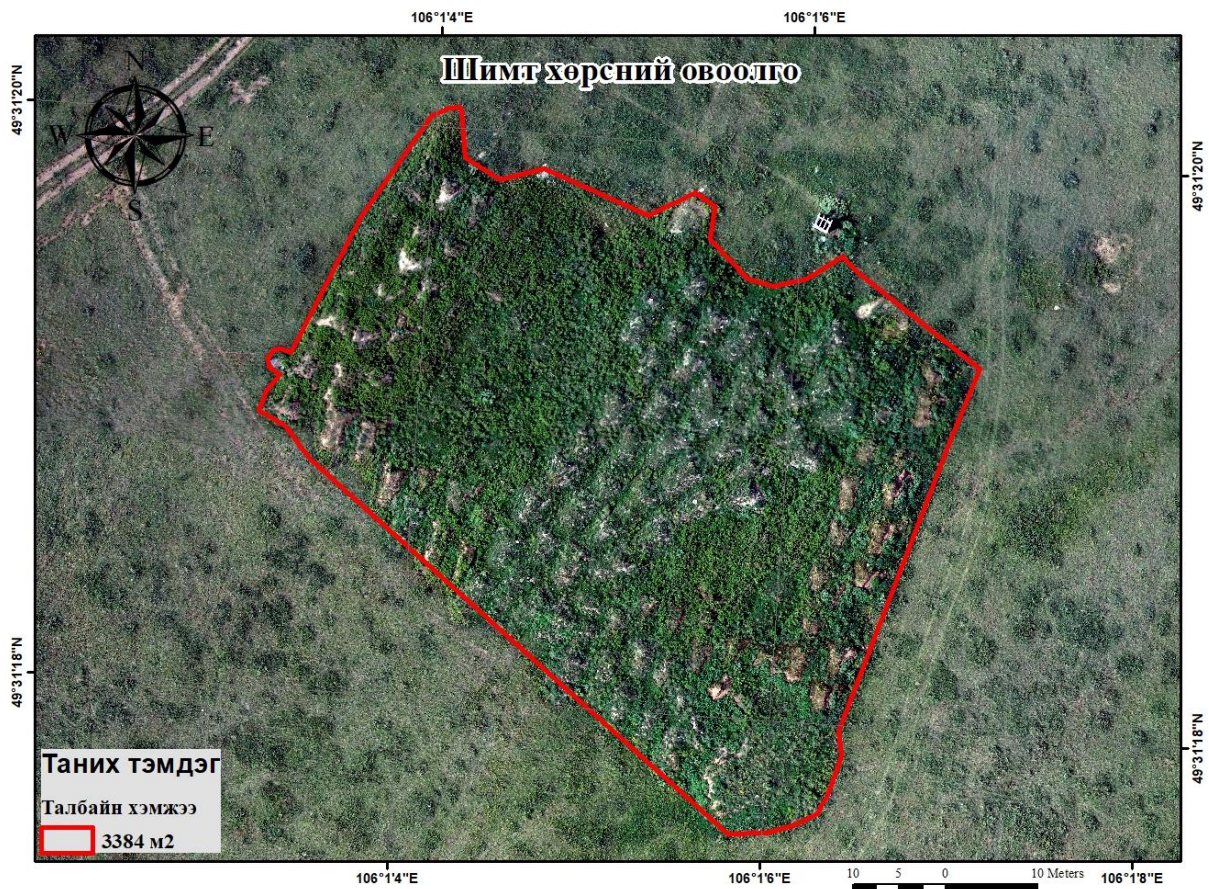 106°1'4"E 106°1'6"E
Шимт хөрсний овоолго
N
W E
S
49°31'20"N
49°31'20"N
49°31'18"N
49°31'18"N
Таних тэмдэг
Талбайн хэмжээ
3384 м2
106°1'4"E 106°1'6"E 106°1'8"E
10 5 0 10 Meters